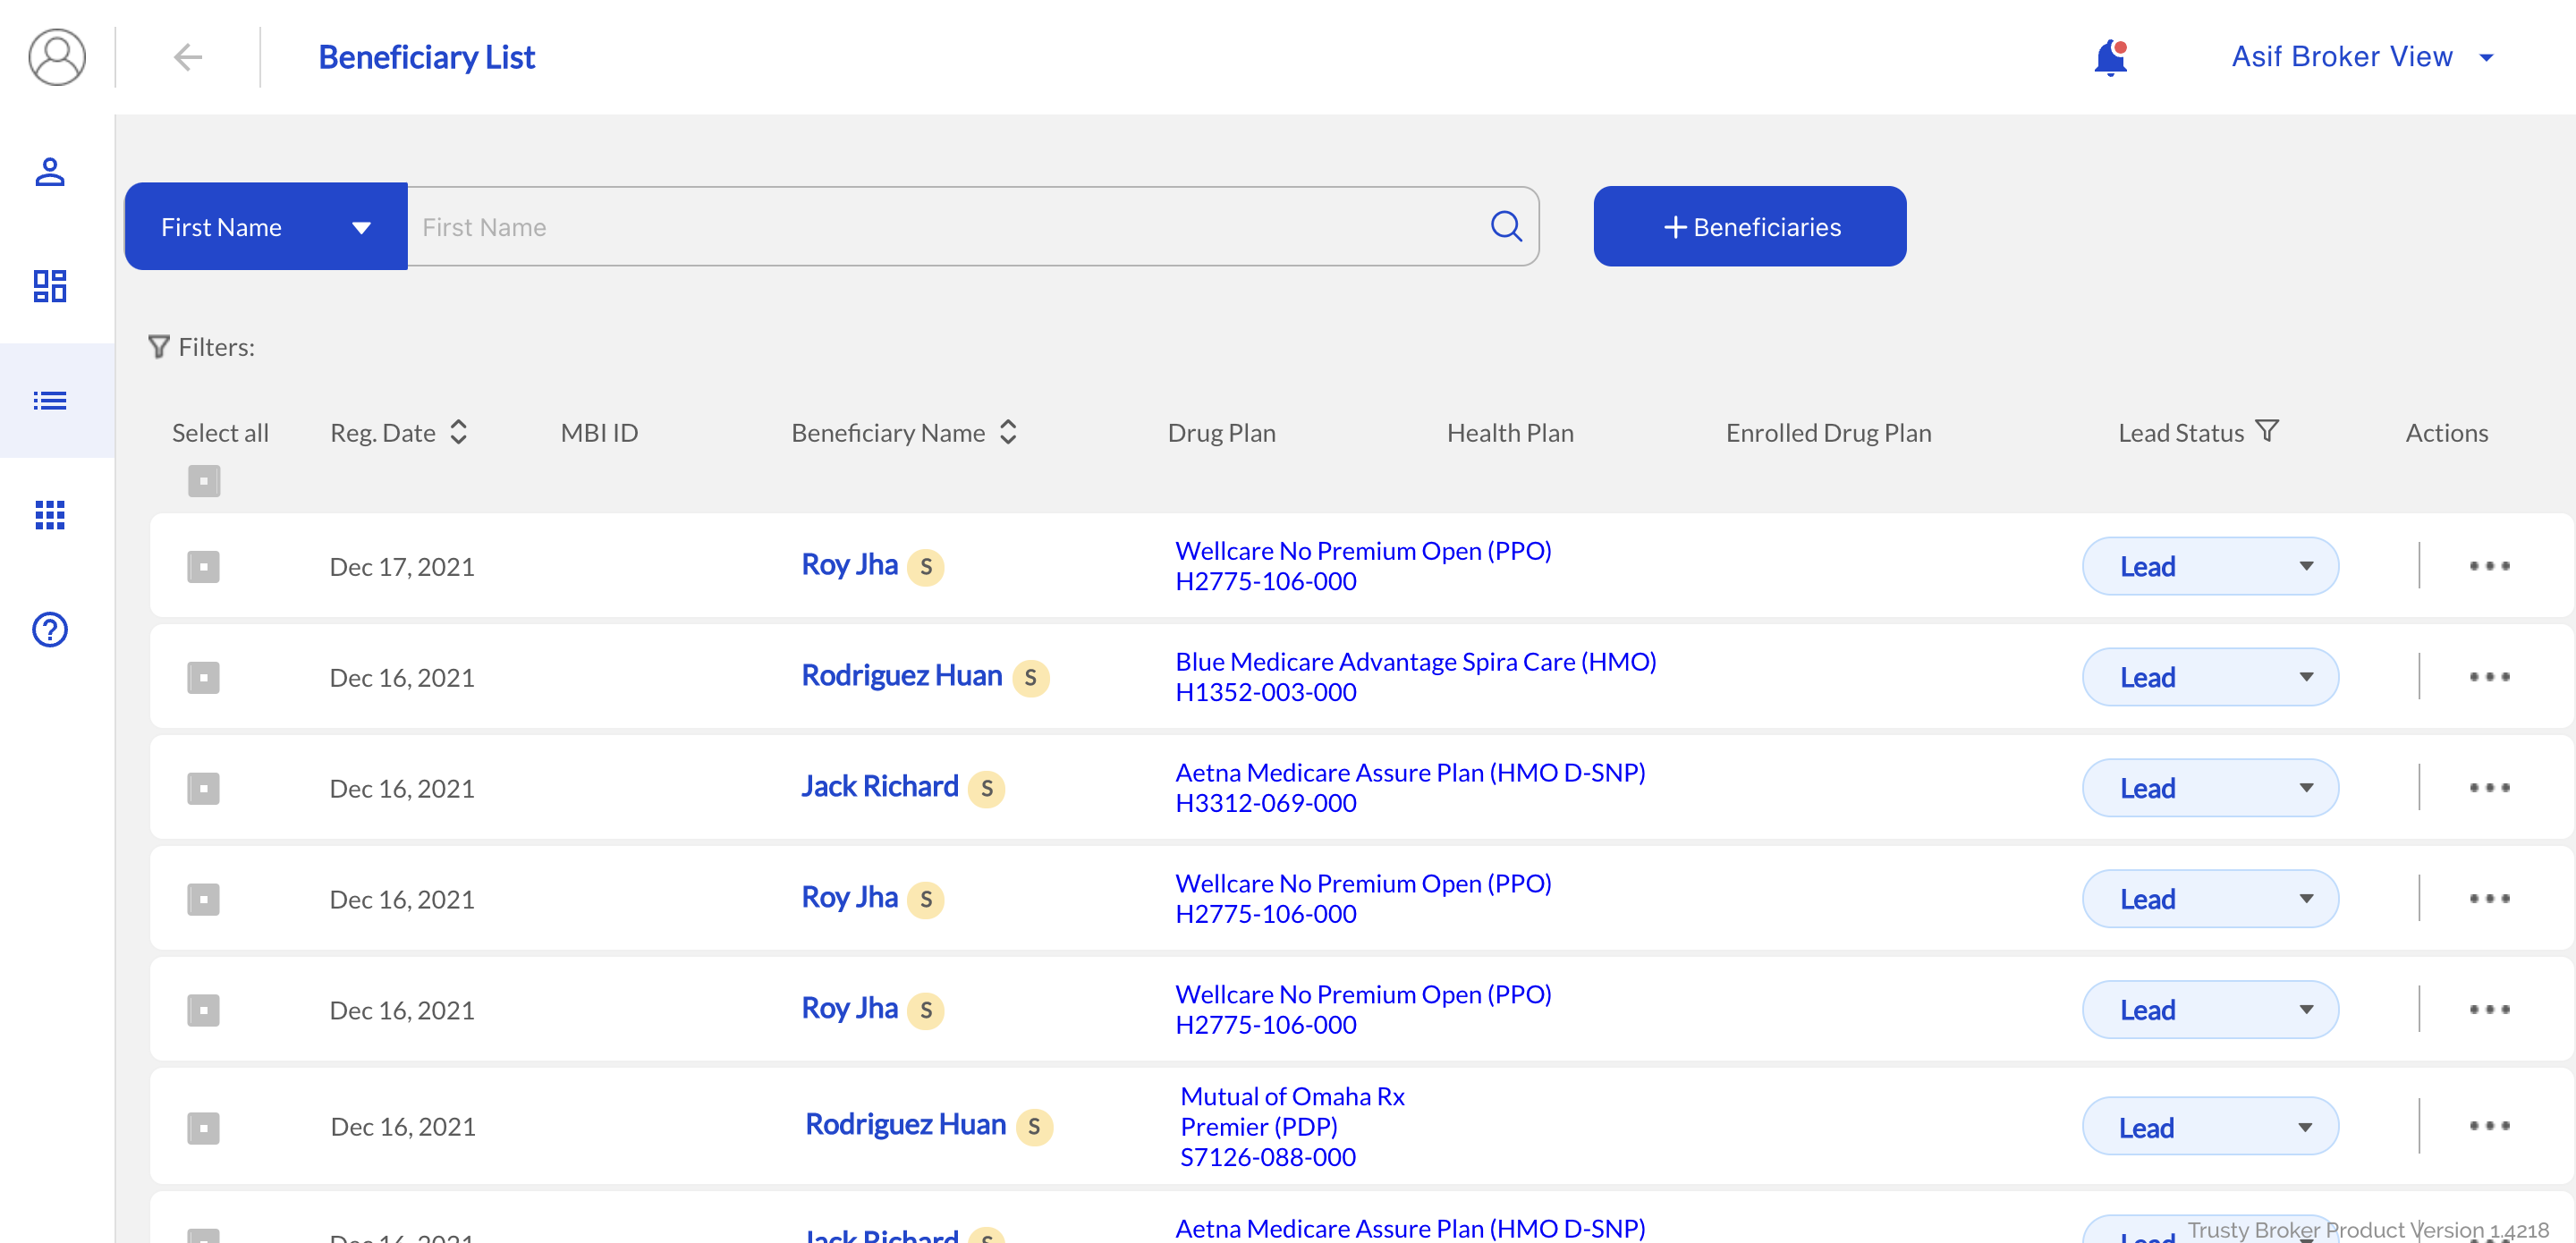 Beneficiary List
Asif Broker View
First Name
First Name
+ Beneficiaries
Filters:
Select all Reg. Date MBI ID Beneficiary Name Drug Plan Health Plan Enrolled Drug Plan Lead Status Actions
Dec 17, 2021 Roy Jha S Wellcare No Premium Open (PPO) Lead
H2775-106-000
Dec 16, 2021 Rodriguez Huan S Blue Medicare Advantage Spira Care (HMO) Lead
H1352-003-000
Dec 16, 2021 Jack Richard S Aetna Medicare Assure Plan (HMO D-SNP) Lead
H3312-069-000
Dec 16, 2021 Roy Jha S Wellcare No Premium Open (PPO) Lead
H2775-106-000
Dec 16, 2021 Roy Jha S Wellcare No Premium Open (PPO) Lead
H2775-106-000
Mutual of Omaha Rx
Dec 16, 2021 Rodriguez Huan S Premier (PDP) Lead
S7126-088-000
Dec 16, 2021 Jack Richard S Aetna Medicare Assure Plan (HMO D-SNP) Lead
Trusty Broker Product Version 1.4218